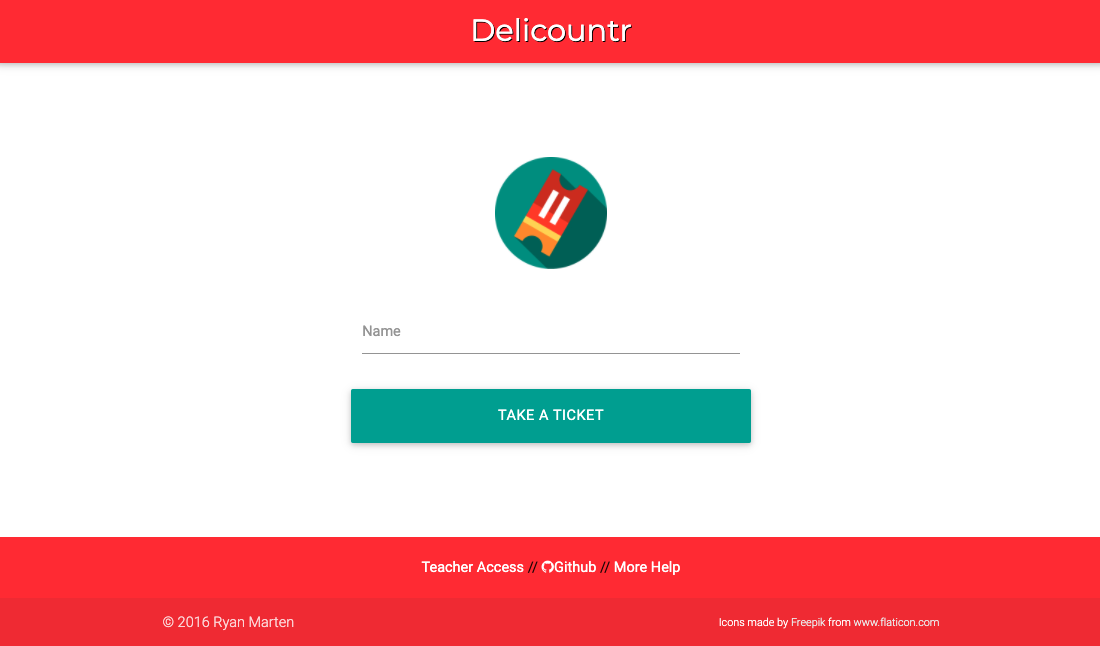 Delicountr
Name
TAKE A TICKET
Teacher Access // Github // More Help
© 2016 Ryan Marten
Icons made by Freepik from www.flaticon.com